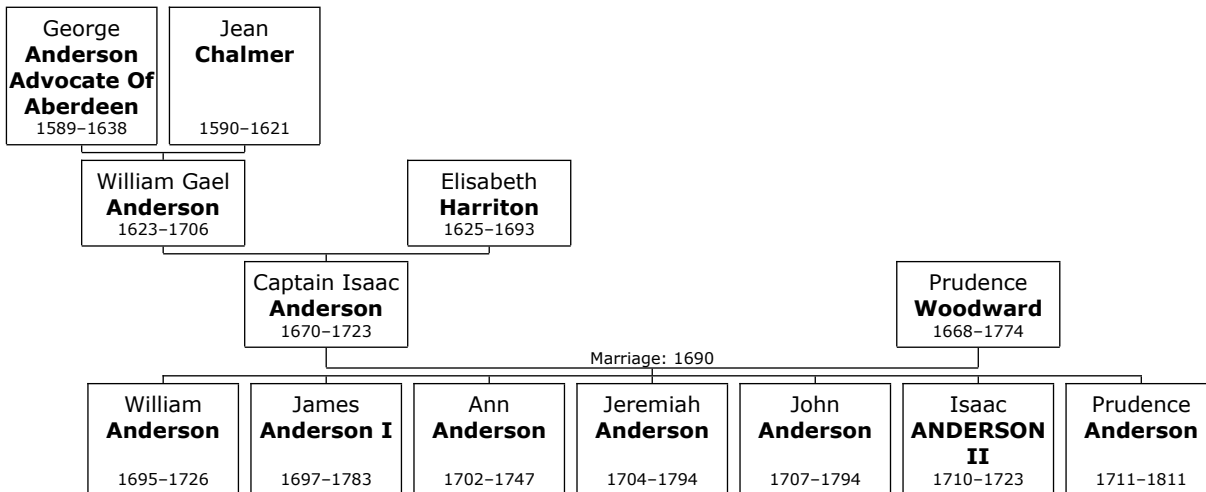 George
Anderson
Advocate Of
Aberdeen
1589–1638
Jean
Chalmer
1590–1621
William Gael
Anderson
1623–1706
Elisabeth
Harriton
1625–1693
Captain Isaac
Anderson
1670–1723
Prudence
Woodward
1668–1774
Marriage: 1690
William
Anderson
1695–1726
James
Anderson I
1697–1783
Ann
Anderson
1702–1747
Jeremiah
Anderson
1704–1794
John
Anderson
1707–1794
Isaac
ANDERSON
II
1710–1723
Prudence
Anderson
1711–1811